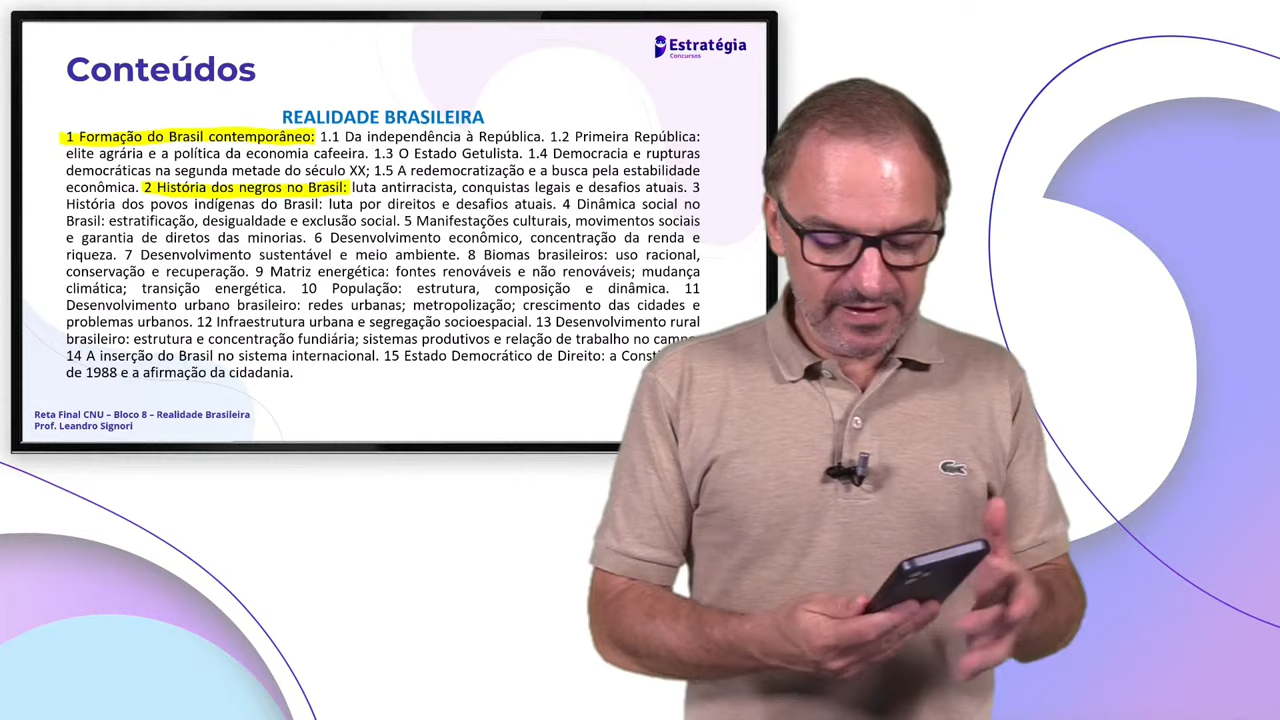 Estratégia
Concursos
Conteúdos
REALIDADE BRASILEIRA
1 Formação do Brasil contemporâneo: 1.1 Da independência à República. 1.2 Primeira República:
elite agrária e a política da economia cafeeira. 1.3 O Estado Getulista. 1.4 Democracia e rupturas
democráticas na segunda metade do século XX; 1.5 A redemocratização e a busca pela estabilidade
econômica. 2 História dos negros no Brasil: luta antirracista, conquistas legais e desafios atuais. 3
História dos povos indígenas do Brasil: luta por direitos e desafios atuais. 4 Dinâmica social no
Brasil: estratificação, desigualdade e exclusão social. 5 Manifestações culturais, movimentos sociais
e garantia de diretos das minorias. 6 Desenvolvimento econômico, concentração da renda e
riqueza. 7 Desenvolvimento sustentável e meio ambiente. 8 Biomas brasileiros: uso racional,
conservação e recuperação. 9 Matriz energética: fontes renováveis e não renováveis; mudança
climática; transição energética. 10 População: estrutura, composição e dinâmica. 11
Desenvolvimento urbano brasileiro: redes urbanas; metropolização; crescimento das cidades e
problemas urbanos. 12 Infraestrutura urbana e segregação socioespacial. 13 Desenvolvimento rural
brasileiro: estrutura e concentração fundiária; sistemas produtivos e relação de trabalho no
14 A inserção do Brasil no sistema internacional. 15 Estado Democrático de Direito: a
de 1988 e a afirmação da cidadania.
Reta Final CNU – Bloco 8 – Realidade Brasileira
Prof. Leandro Signori